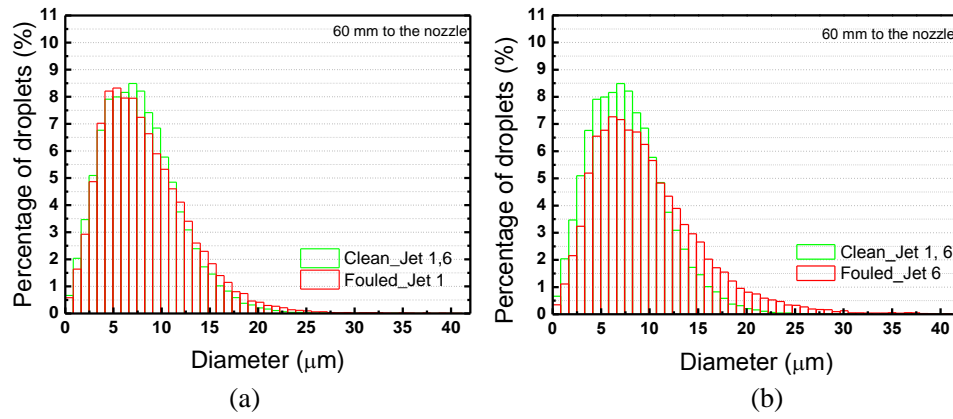 11
10
9
8
7
6
5
4
3
2
1
0
Percentage of droplets (%)
60 mm to the nozzle
Clean_Jet 1,6
Fouled_Jet 1
0 5 10 15 20 25 30 35 40
Diameter (μm)
(a)
11
10
9
8
7
6
5
4
3
2
1
0
Percentage of droplets (%)
60 mm to the nozzle
Clean_Jet 1, 6
Fouled_Jet 6
0 5 10 15 20 25 30 35 40
Diameter (μm)
(b)